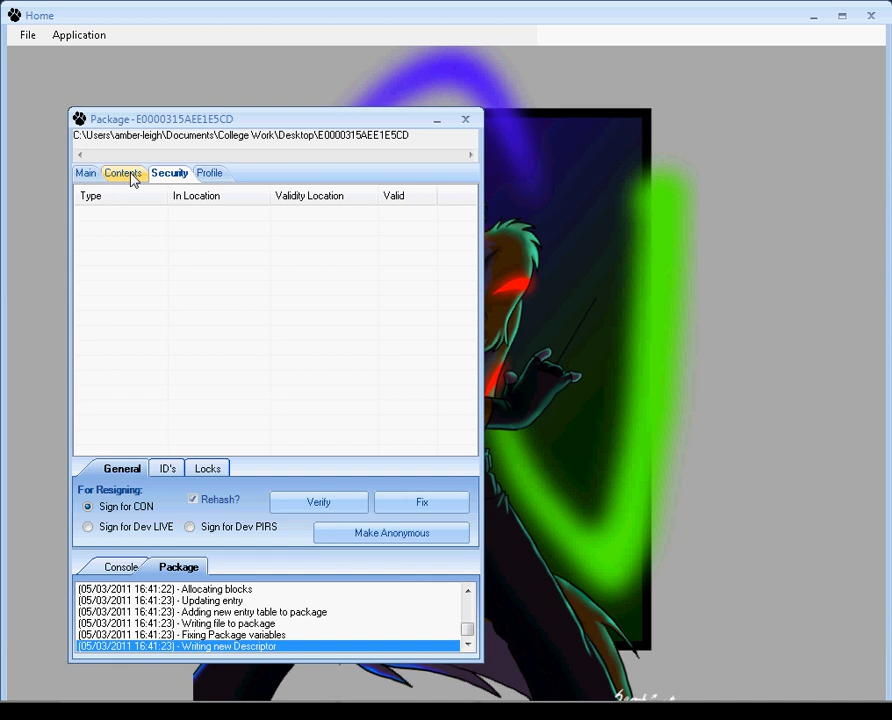 Home
File Application
Package - E0000315AEE1E5CD
C:\Users\amber-leigh\Documents\College Work\Desktop\E0000315AEE1E5CD
Main Contents Security Profile
Type In Location Validity Location Valid
General ID's Locks
For Resigning:
Sign for CON Rehash? Verify Fix
Sign for Dev LIVE Sign for Dev PIRS Make Anonymous
Console Package
(05/03/2011 16:41:22) - Allocating blocks
(05/03/2011 16:41:23) - Updating entry
(05/03/2011 16:41:23) - Adding new entry table to package
(05/03/2011 16:41:23) - Writing file to package
(05/03/2011 16:41:23) - Fixing Package variables
(05/03/2011 16:41:23) - Writing new Descriptor